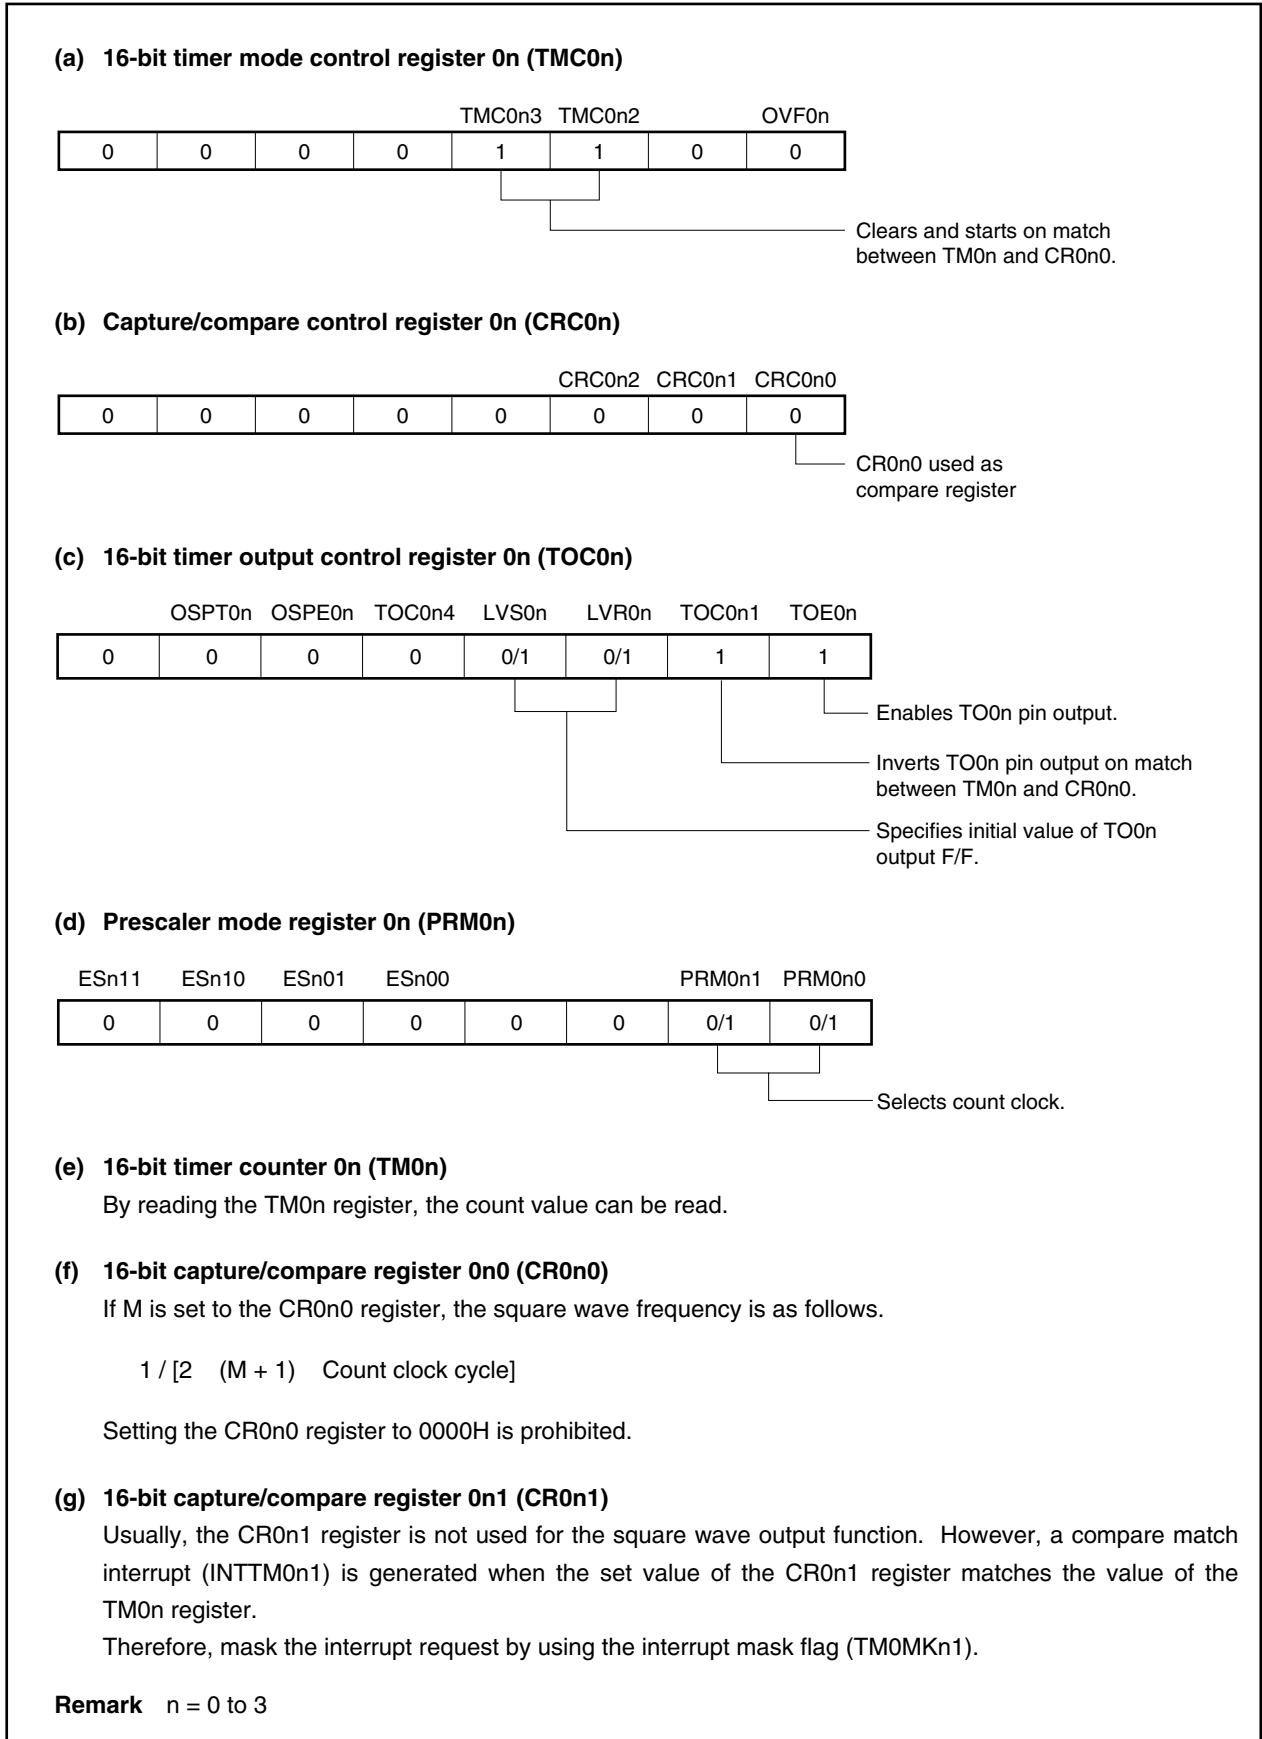 (a) 16-bit timer mode control register 0n (TMC0n)
TMC0n3 TMC0n2 OVF0n
0 0 0 0 1 1 0 0
Clears and starts on match
between TM0n and CR0n0.
(b) Capture/compare control register 0n (CRC0n)
CRC0n2 CRC0n1 CRC0n0
0 0 0 0 0 0 0 0
CR0n0 used as
compare register
(c) 16-bit timer output control register 0n (TOC0n)
OSPT0n OSPE0n TOC0n4 LVS0n LVR0n TOC0n1 TOE0n
0 0 0 0 0/1 0/1 1 1
Enables TO0n pin output.
Inverts TO0n pin output on match
between TM0n and CR0n0.
Specifies initial value of TO0n
output F/F.
(d) Prescaler mode register 0n (PRM0n)
ESn11 ESn10 ESn01 ESn00 PRM0n1 PRM0n0
0 0 0 0 0 0 0/1 0/1
Selects count clock.
(e) 16-bit timer counter 0n (TM0n)
By reading the TM0n register, the count value can be read.
(f) 16-bit capture/compare register 0n0 (CR0n0)
If M is set to the CR0n0 register, the square wave frequency is as follows.
1 / [2 (M + 1) Count clock cycle]
Setting the CR0n0 register to 0000H is prohibited.
(g) 16-bit capture/compare register 0n1 (CR0n1)
Usually, the CR0n1 register is not used for the square wave output function. However, a compare match
interrupt (INTTM0n1) is generated when the set value of the CR0n1 register matches the value of the
TM0n register.
Therefore, mask the interrupt request by using the interrupt mask flag (TM0MKn1).
Remark n = 0 to 3